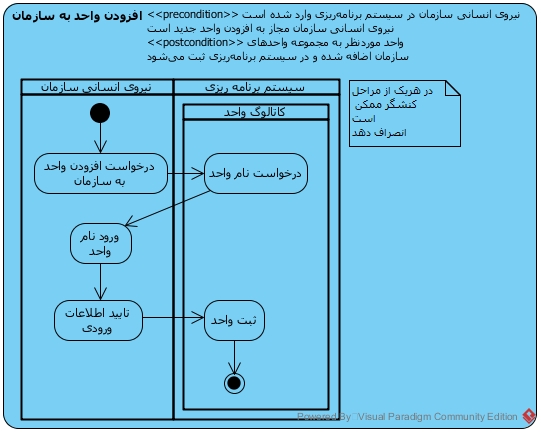 افزودن واحد به سازمان <<precondition>> نیروی انسانی سازمان در سیستم برنامه‌ریزی وارد شده است
نیروی انسانی سازمان مجاز به افزودن واحد جدید است
<<postcondition>> واحد موردنظر به مجموعه واحدهای
سازمان اضافه شده و در سیستم برنامه‌ریزی ثبت می‌شود
نیروی انسانی سازمان
سیستم برنامه ریزی
کاتالوگ واحد
در هریک از مراحل
کنشگر ممکن
است
انصراف دهد
درخواست افزودن واحد
به سازمان
درخواست نام واحد
ورود نام
واحد
تایید اطلاعات
ورودی
ثبت واحد
Powered By Visual Paradigm Community Edition